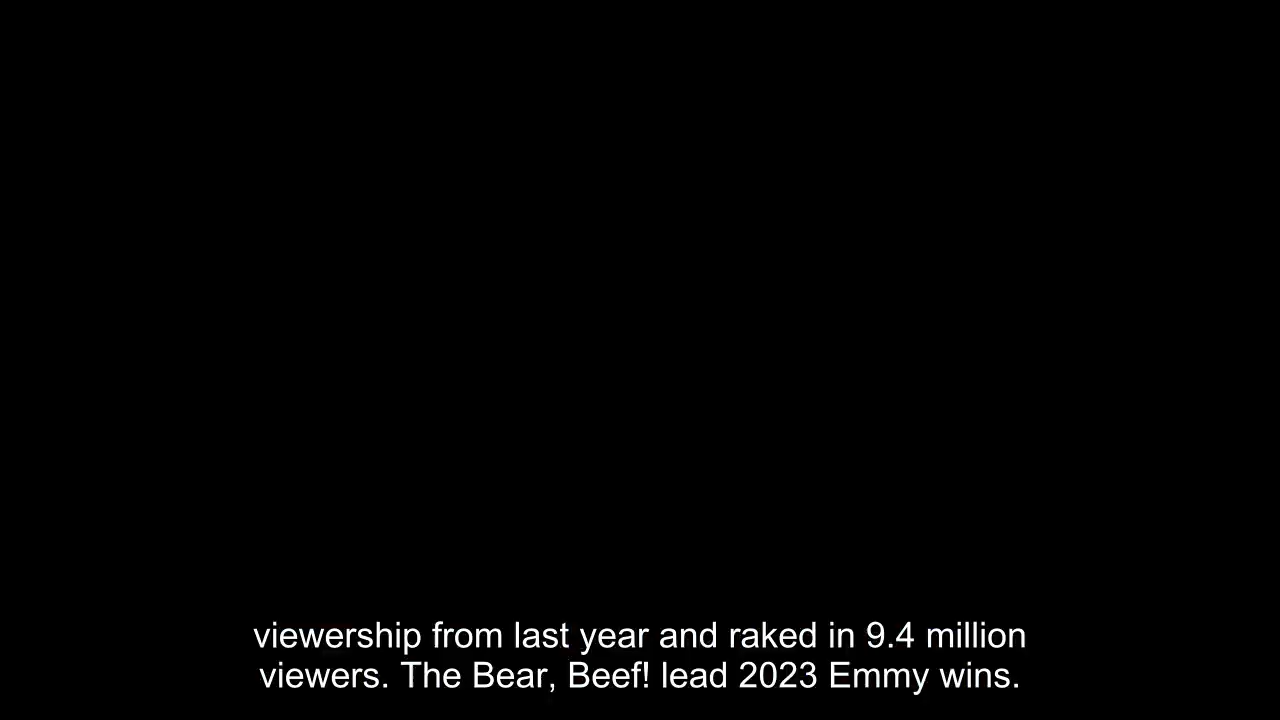 viewership from last year and raked in 9.4 million
viewers. The Bear, Beef! lead 2023 Emmy wins.